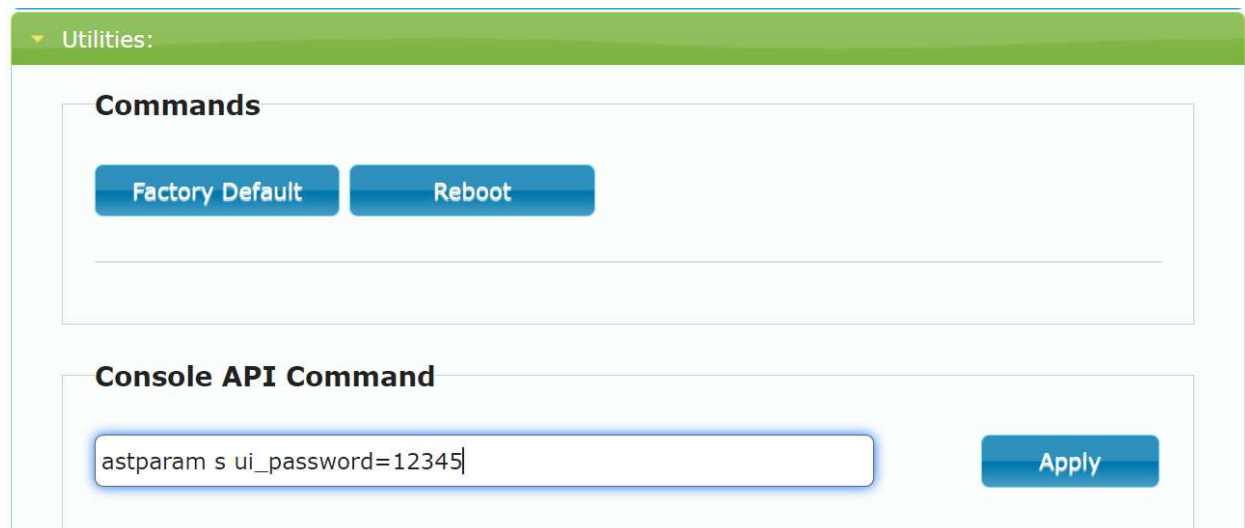 Utilities:
Commands
Factory Default Reboot
Console API Command
astparam s ui_password=12345 Apply